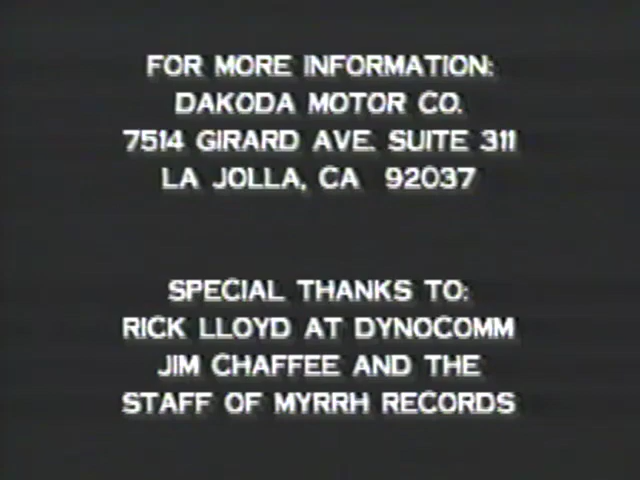 FOR MORE INFORMATION:
DAKODA MOTOR CO.
7514 GIRARD AVE. SUITE 311
LA JOLLA, CA 92037
SPECIAL THANKS TO:
RICK LLOYD AT DYNOCOMM
JIM CHAFFEE AND THE
STAFF OF MYRRH RECORDS